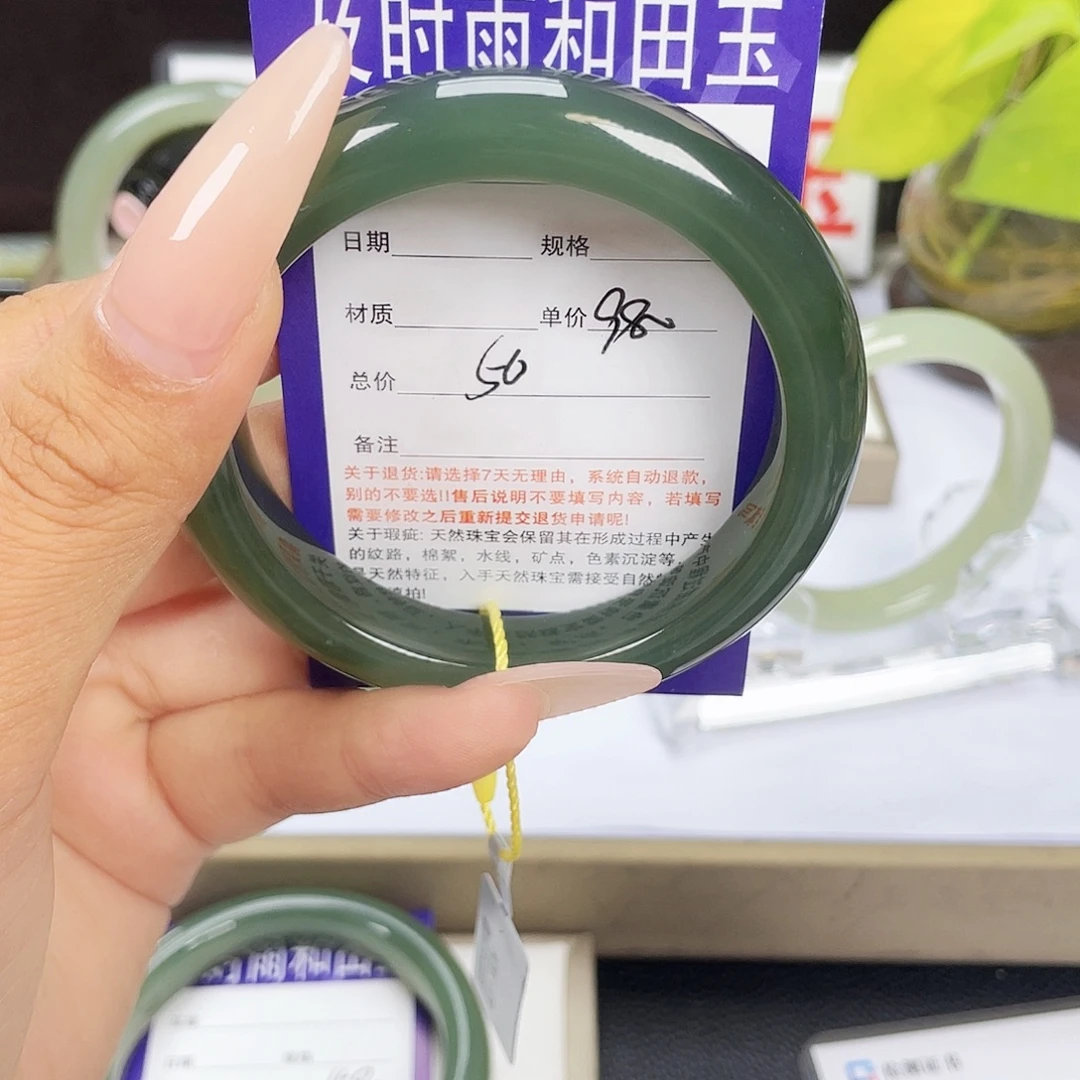 及时雨和田玉
日期 规格
材质 单价 98
总价 50
备注
关于退货:请选择7天无理由，系统自动退款，
别的不要选!!售后说明不要填写内容，若填写
需要修改之后重新提交退货申请呢!
关于瑕疵: 天然珠宝会保留其在形成过程中产生
的纹路，棉絮，水线，矿点，色素沉淀等，
是天然特征，入手天然珠宝需接受自然
慎拍!